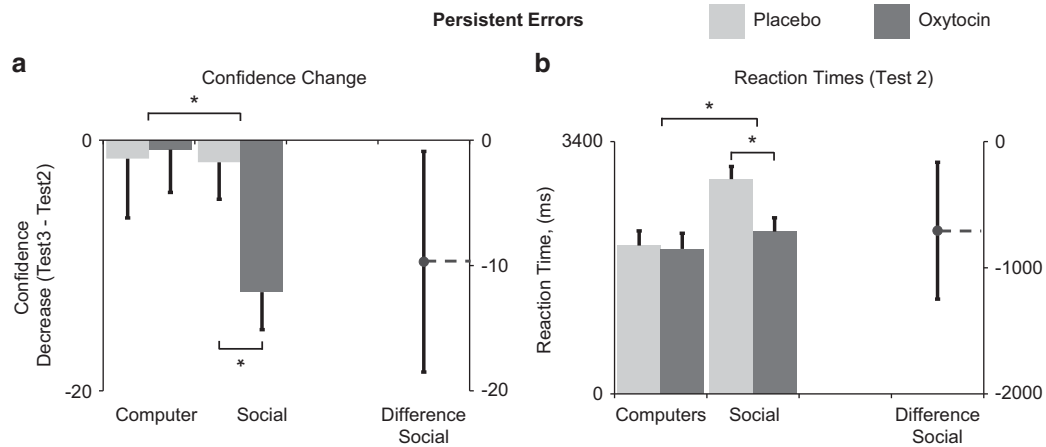 Persistent Errors
Placebo
Oxytocin
a
Confidence Change
*
0
0
-10
-20
-20
Confidence
Decrease (Test3 - Test2)
*
Computer
Social
Difference
Social
b
Reaction Times (Test 2)
*
*
3400
0
0
-1000
-2000
Reaction Time, (ms)
Computers
Social
Difference
Social